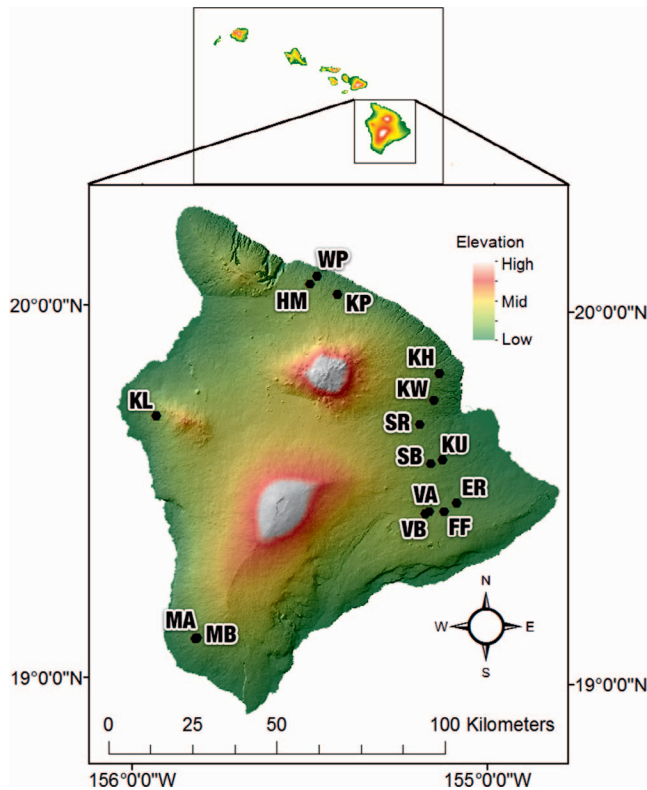 Elevation
High
Mid
Low
WP
HM
KP
20°0'0"N
20°0'0"N
KH
KW
KL
SR
KU
SB
VA
ER
VB
FF
N
W
E
S
MA
MB
19°0'0"N
19°0'0"N
0
25
50
100 Kilometers
156°0'0"W
155°0'0"W